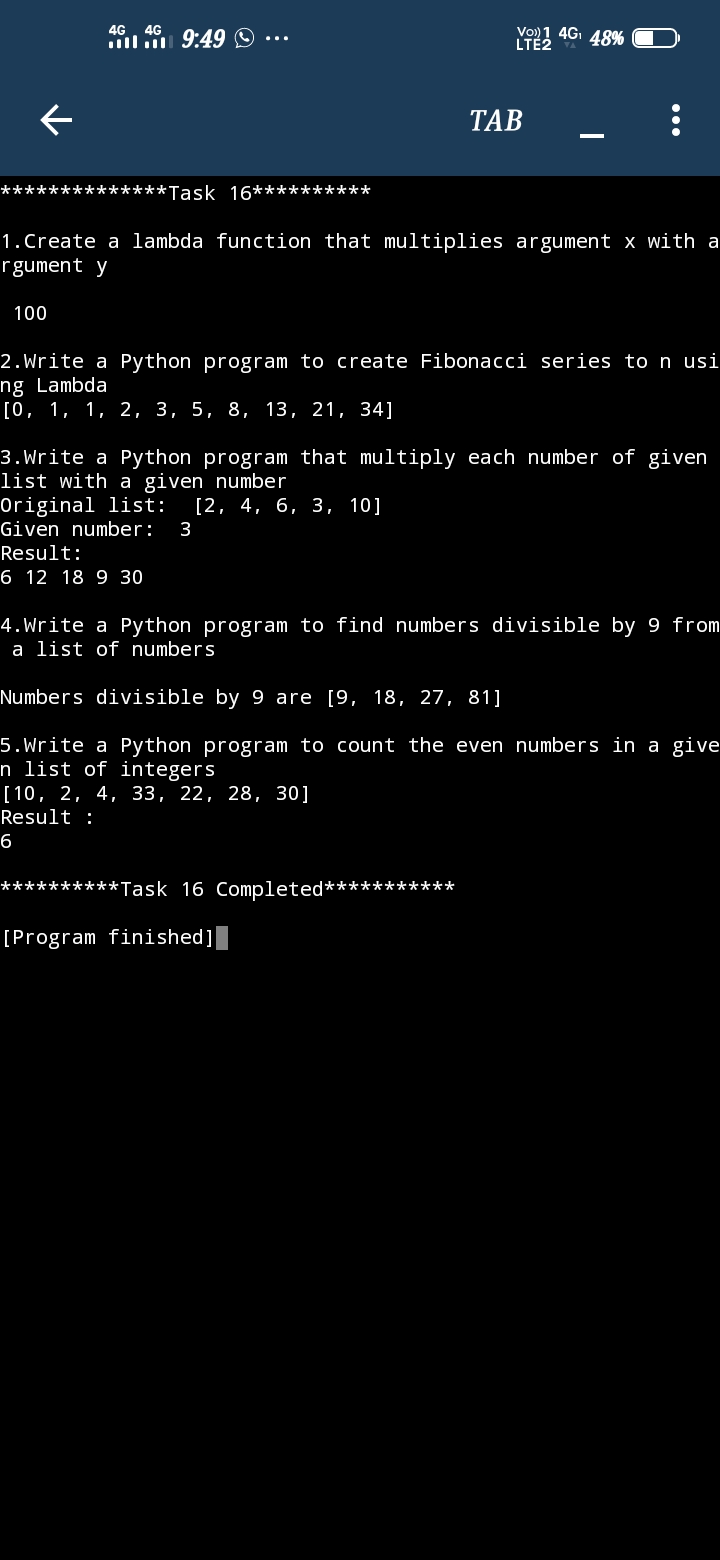 4G 4G 9:49 ... Vo)) 1 LTE2 4G 48%
TAB _
**************Task 16**********
1.Create a lambda function that multiplies argument x with a
rgument y
100
2.Write a Python program to create Fibonacci series to n usi
ng Lambda
[0, 1, 1, 2, 3, 5, 8, 13, 21, 34]
3.Write a Python program that multiply each number of given
list with a given number
Original list:  [2, 4, 6, 3, 10]
Given number:  3
Result:
6 12 18 9 30
4.Write a Python program to find numbers divisible by 9 from
 a list of numbers
Numbers divisible by 9 are [9, 18, 27, 81]
5.Write a Python program to count the even numbers in a give
n list of integers
[10, 2, 4, 33, 22, 28, 30]
Result :
6
**********Task 16 Completed***********
[Program finished]